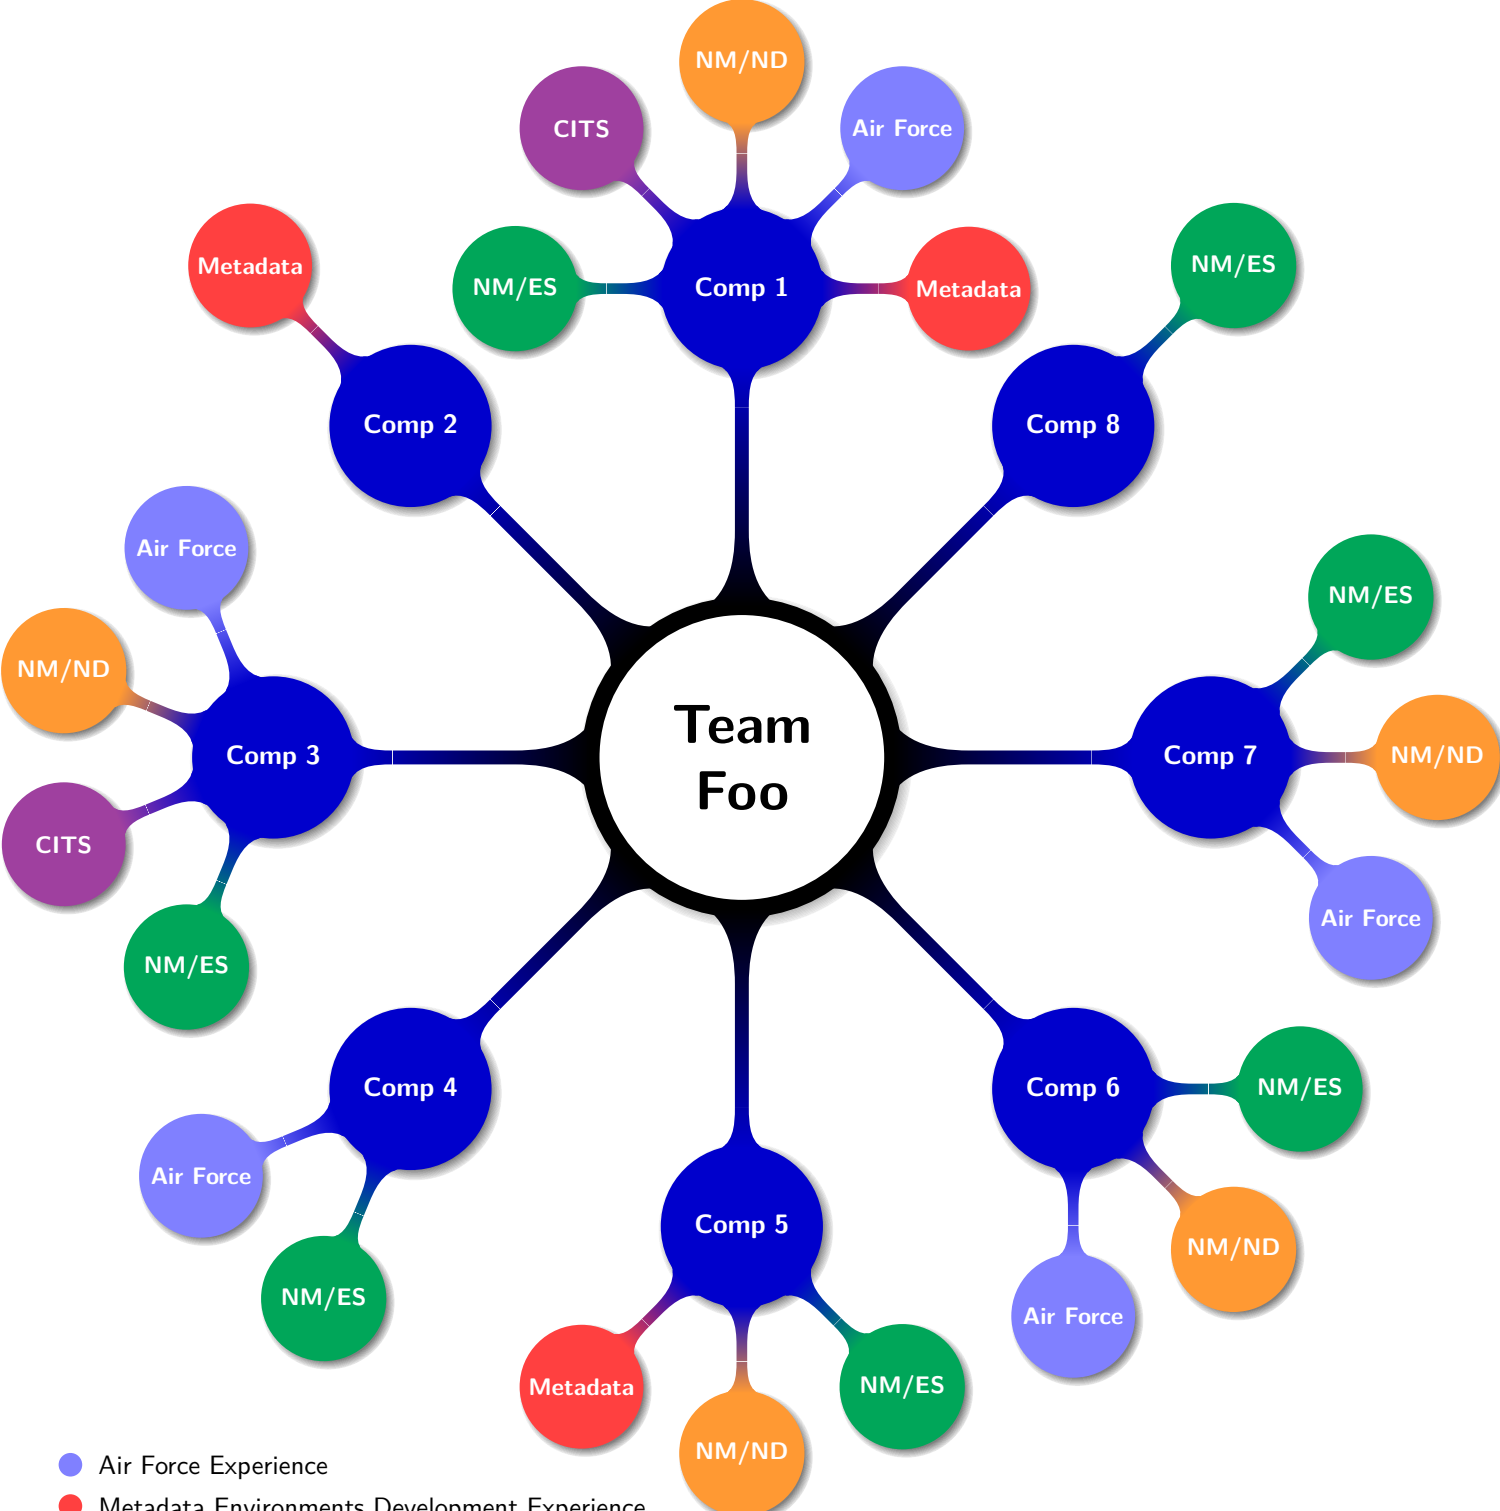 NM/ND
CITS
Air Force
NM/ES
Comp 1
Metadata
Metadata
Comp 2
NM/ES
Comp 8
Air Force
NM/ND
Comp 3
CITS
NM/ES
Team
Foo
NM/ES
Comp 7
NM/ND
Air Force
Comp 4
Air Force
NM/ES
Comp 5
Metadata
NM/ND
NM/ES
Comp 6
NM/ES
NM/ND
Air Force
Air Force Experience
Metadata Environments Development Experience